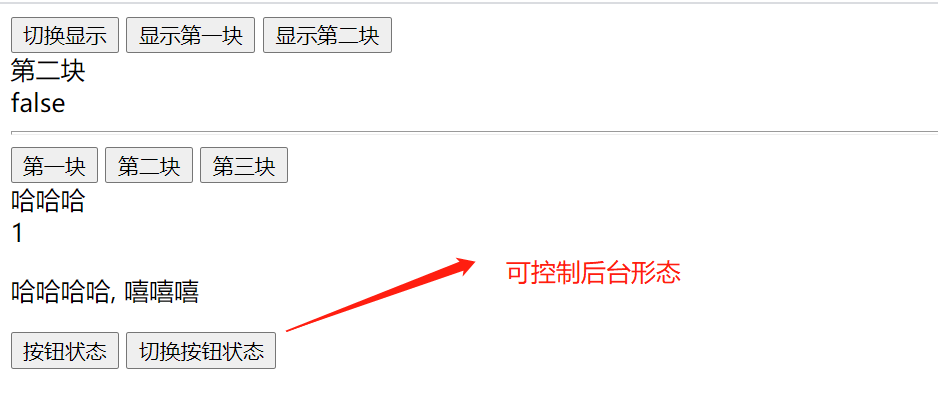 切换显示 显示第一块 显示第二块
第二块
false
第一块 第二块 第三块
哈哈哈
1
可控制后台形态
哈哈哈哈, 嘻嘻嘻
按钮状态 切换按钮状态